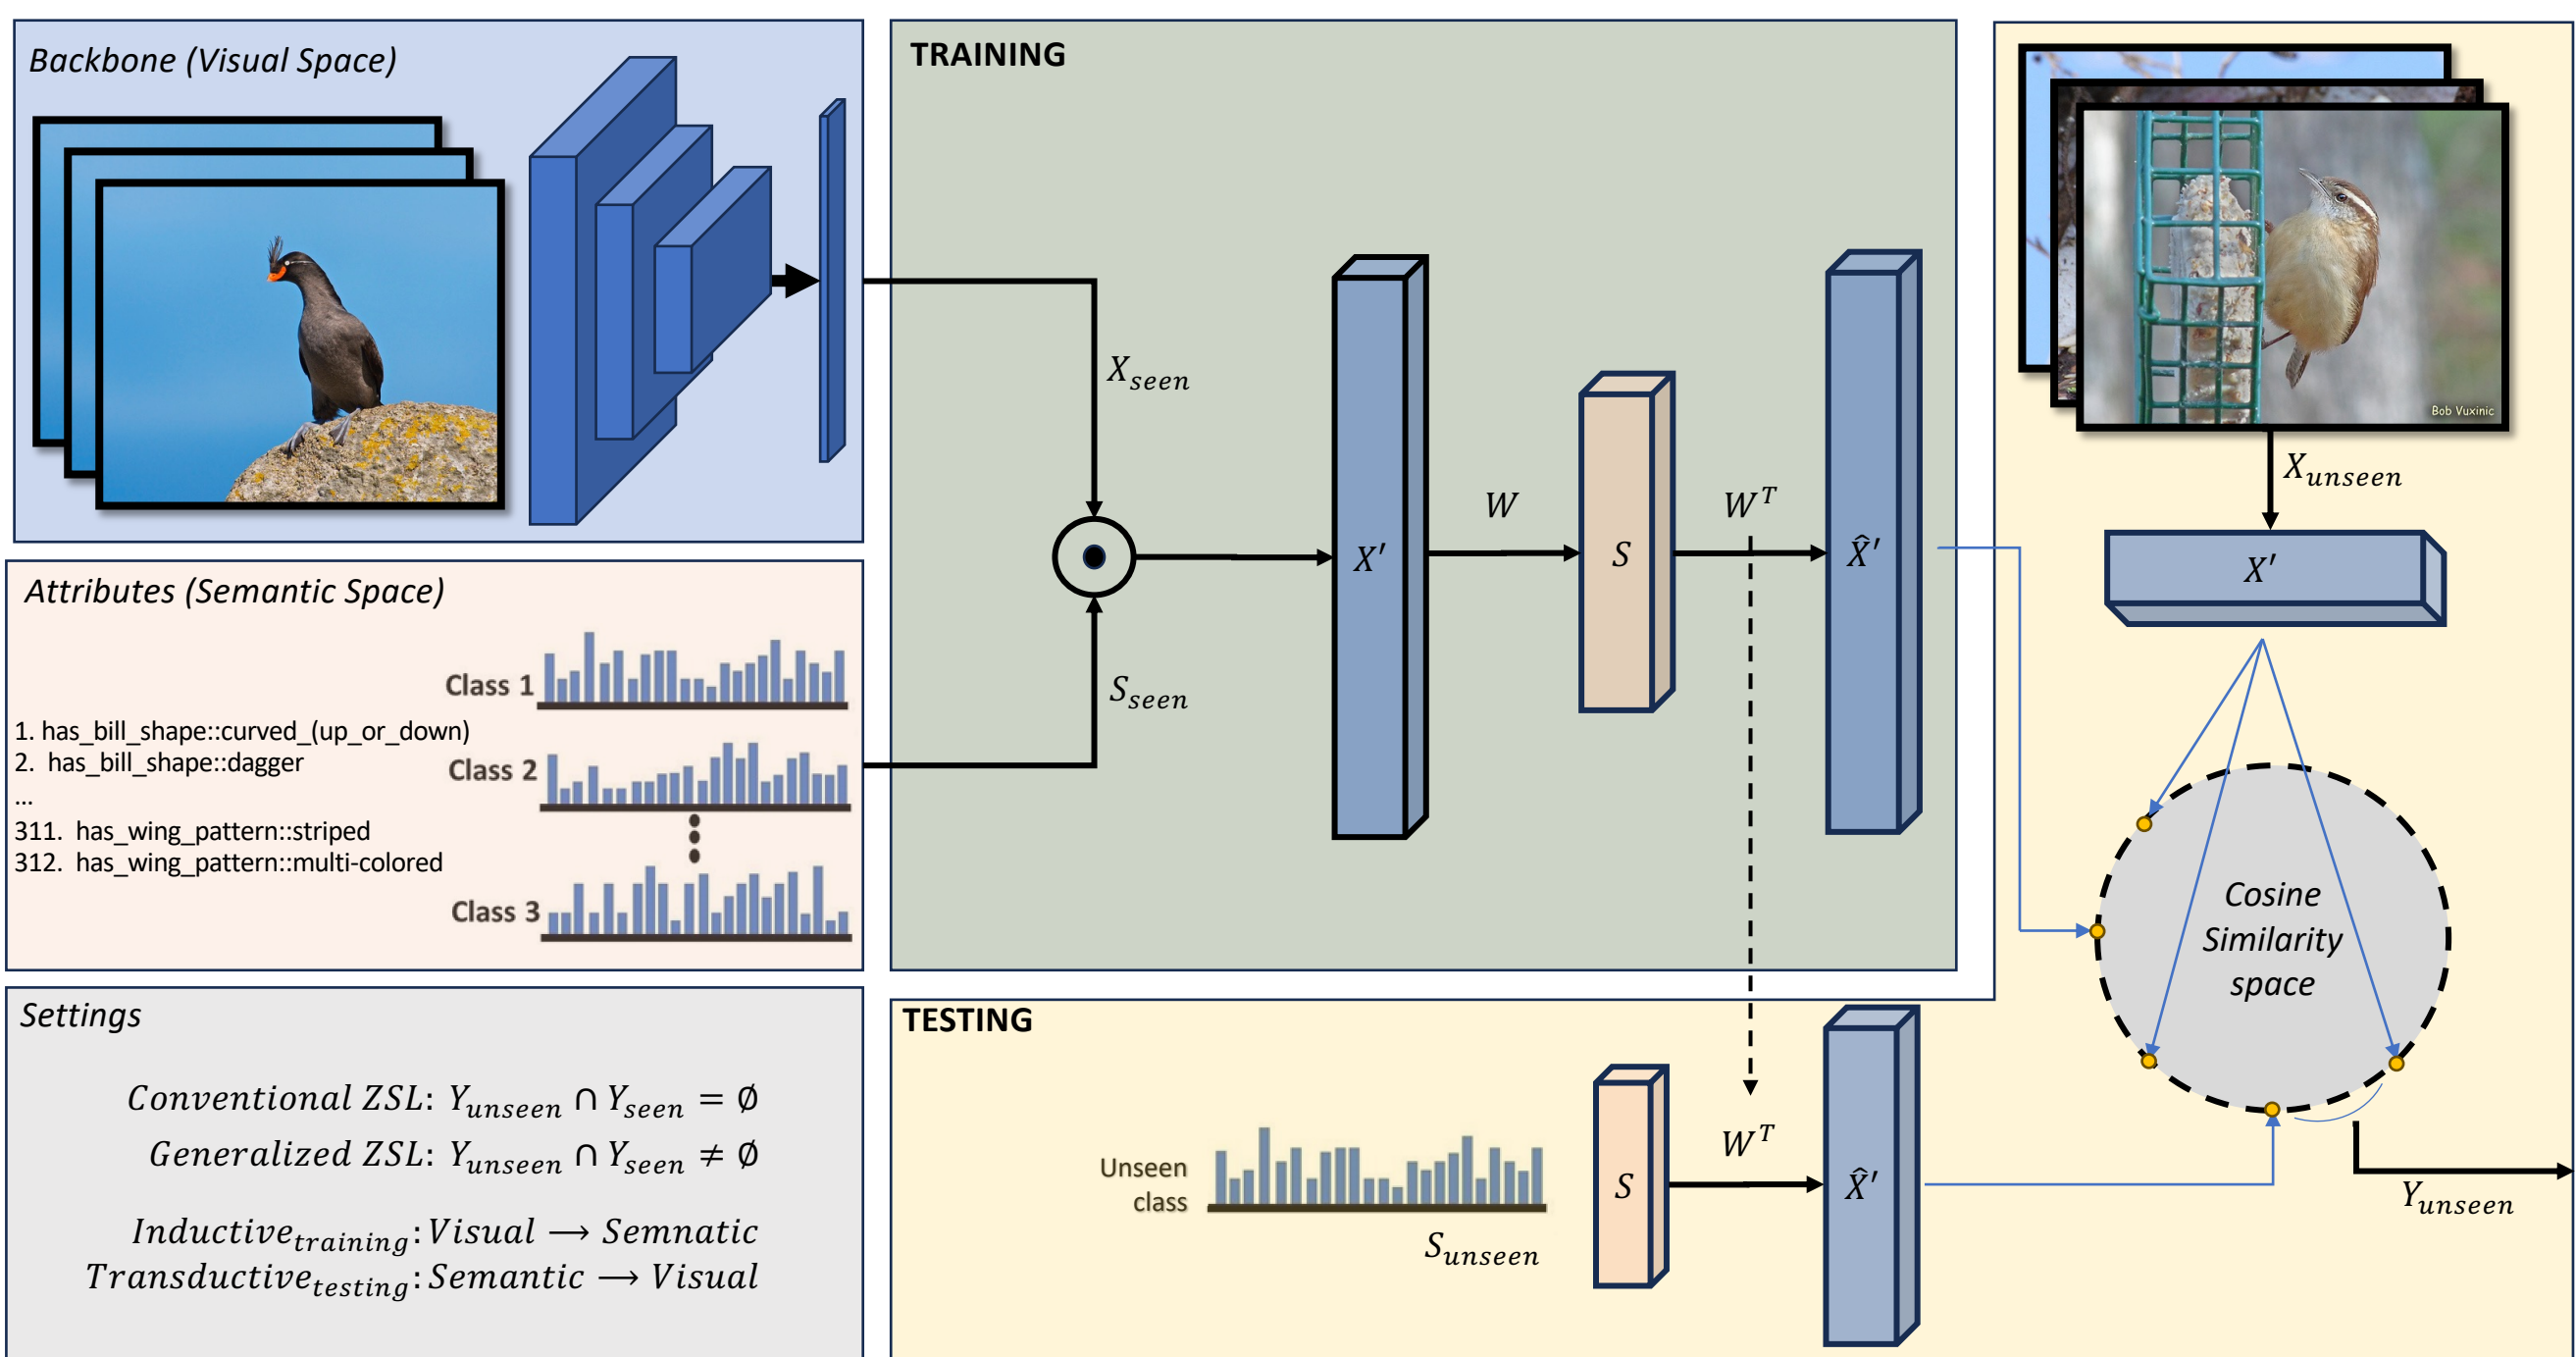 Backbone (Visual Space)
Attributes (Semantic Space)
Class 1
1. has_bill_shape::curved_(up_or_down)
2. has_bill_shape::dagger
...
311. has_wing_pattern::striped
312. has_wing_pattern::multi-colored
Class 2
Class 3
Settings
Conventional ZSL: Y_unseen ∩ Y_seen = ∅
Generalized ZSL: Y_unseen ∩ Y_seen ≠ ∅
Inductive_training: Visual → Semnatic
Transductive_testing: Semantic → Visual
TRAINING
X_seen
S_seen
X′
W
S
W^T
X̂′
TESTING
Unseen
class
S_unseen
S
W^T
X̂′
Bob Vuxinic
X_unseen
X′
Cosine
Similarity
space
Y_unseen